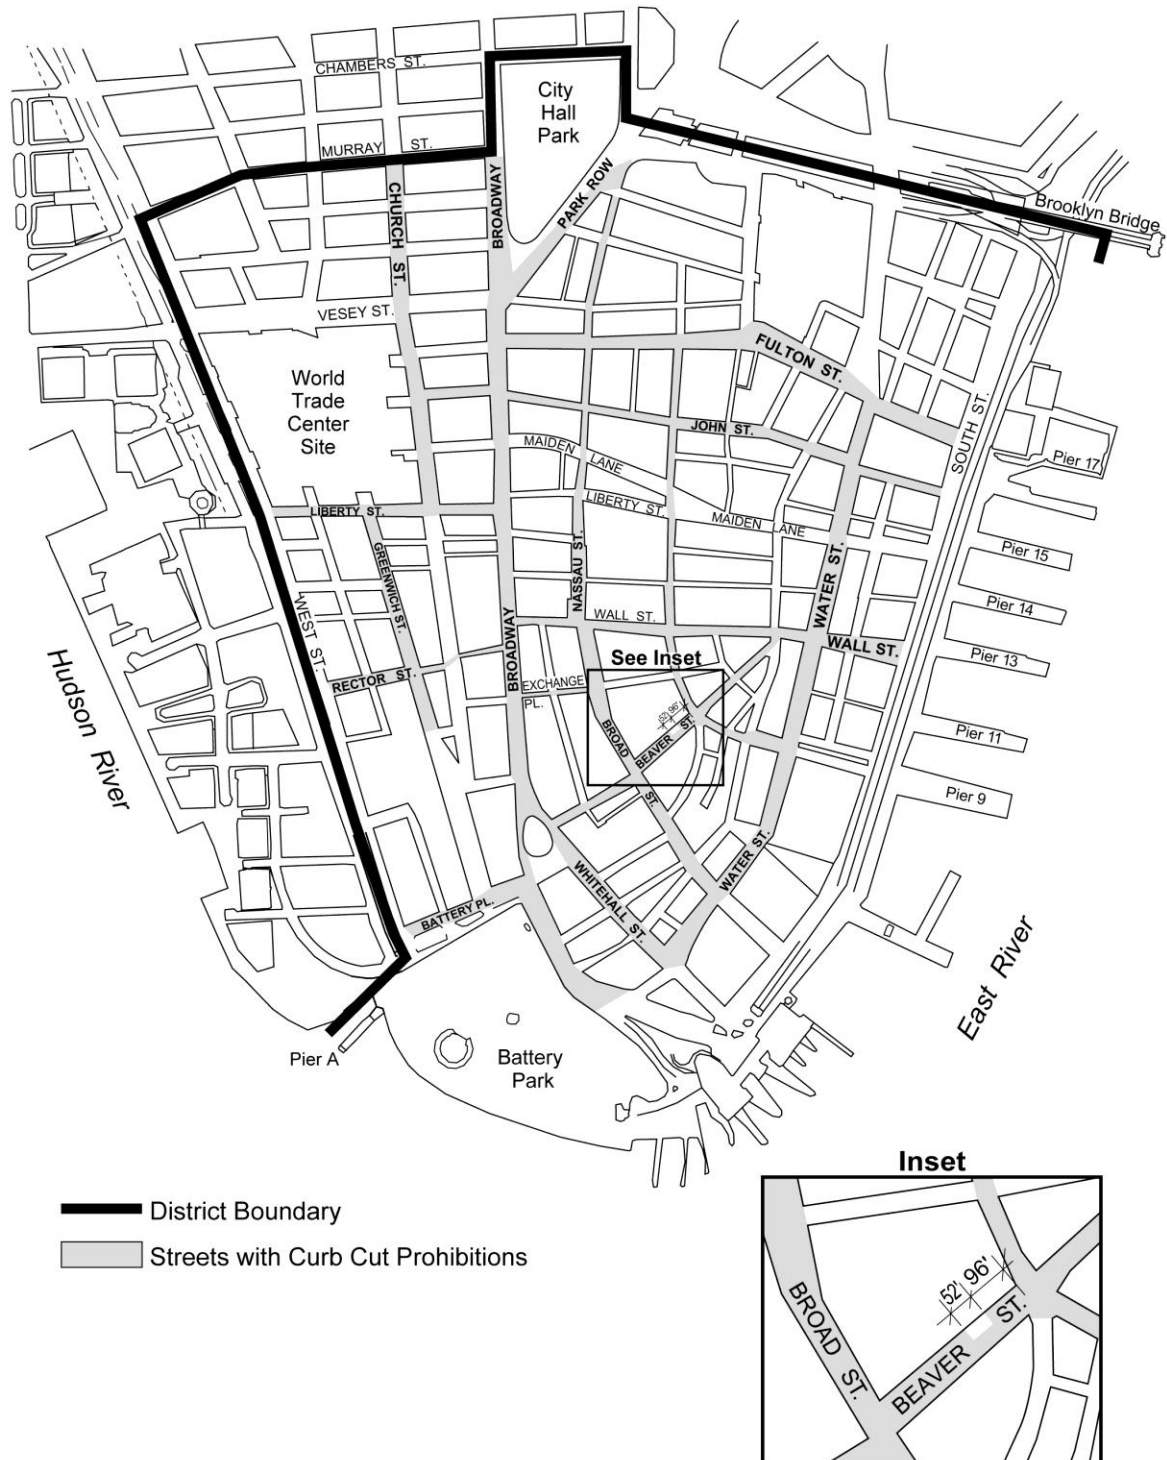 CHAMBERS ST.
City
Hall
Park
MURRAY ST.
CHURCH ST.
BROADWAY
PARK ROW
Brooklyn Bridge
VESEY ST.
FULTON ST.
World
Trade
Center
Site
JOHN ST.
SOUTH ST.
MAIDEN LANE
Pier 17
LIBERTY ST.
LIBERTY ST.
MAIDEN LANE
Pier 15
GREENWICH ST.
NASSAU ST.
WATER ST.
Pier 14
WEST ST.
WALL ST.
WALL ST.
Pier 13
See Inset
BROADWAY
RECTOR ST.
EXCHANGE
PL.
52' 96'
BROAD
ST.
BEAVER ST.
Pier 11
Hudson River
Pier 9
WATER ST.
WHITEHALL ST.
BATTERY PL.
East River
Pier A
Battery
Park
Inset
District Boundary
Streets with Curb Cut Prohibitions
52' 96'
BROAD ST.
BEAVER ST.